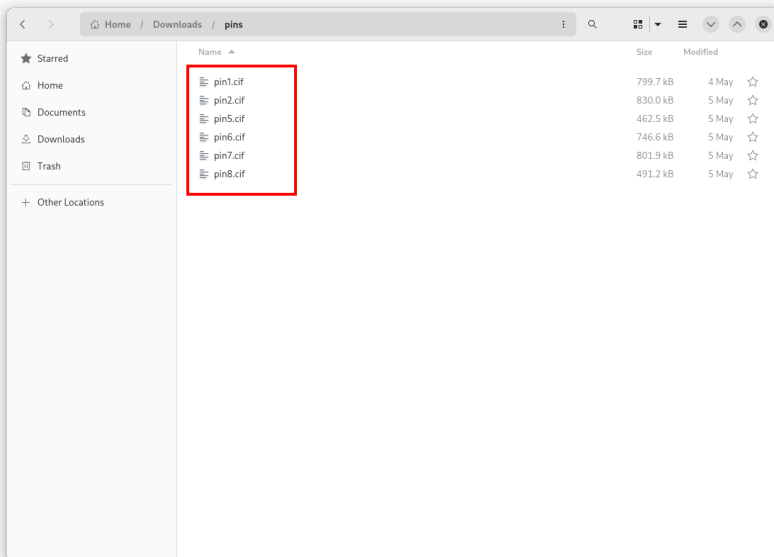 Home / Downloads / pins
Starred
Home
Documents
Downloads
Trash
+ Other Locations
Name Size Modified
pin1.cif 799.7 kB 4 May
pin2.cif 830.0 kB 5 May
pin5.cif 462.5 kB 5 May
pin6.cif 746.6 kB 5 May
pin7.cif 801.9 kB 5 May
pin8.cif 491.2 kB 5 May